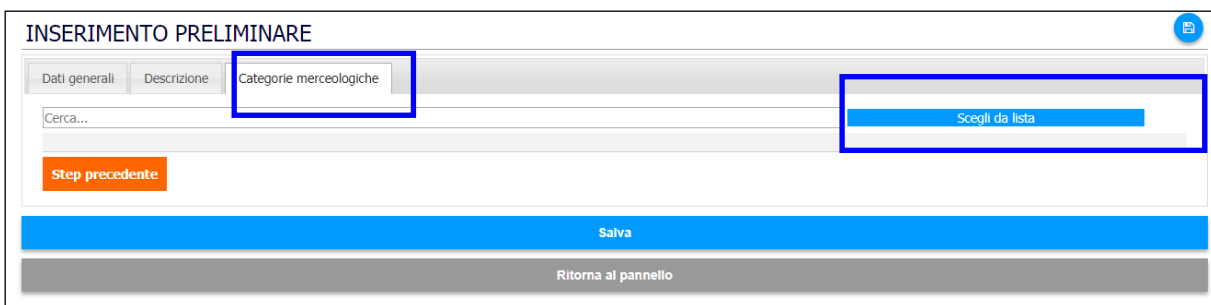 INSERIMENTO PRELIMINARE
Dati generali Descrizione Categorie merceologiche
Cerca... Scegli da lista
Step precedente
Salva
Ritorna al pannello